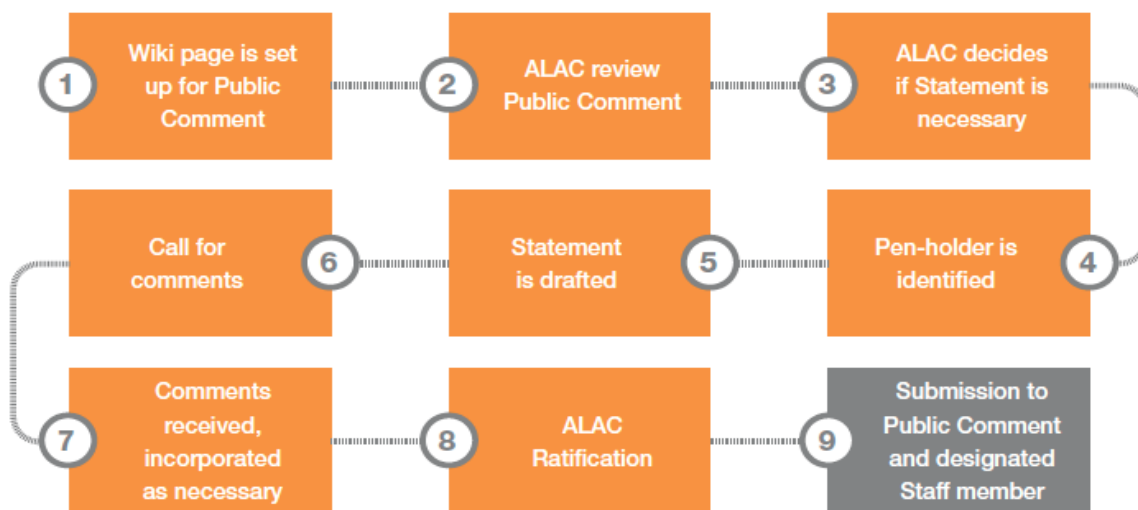 1
Wiki page is set
up for Public
Comment
2
ALAC review
Public Comment
3
ALAC decides
if Statement is
necessary
4
Pen-holder is
identified
5
Statement
is drafted
6
Call for
comments
7
Comments
received,
incorporated
as necessary
8
ALAC
Ratification
9
Submission to
Public Comment
and designated
Staff member